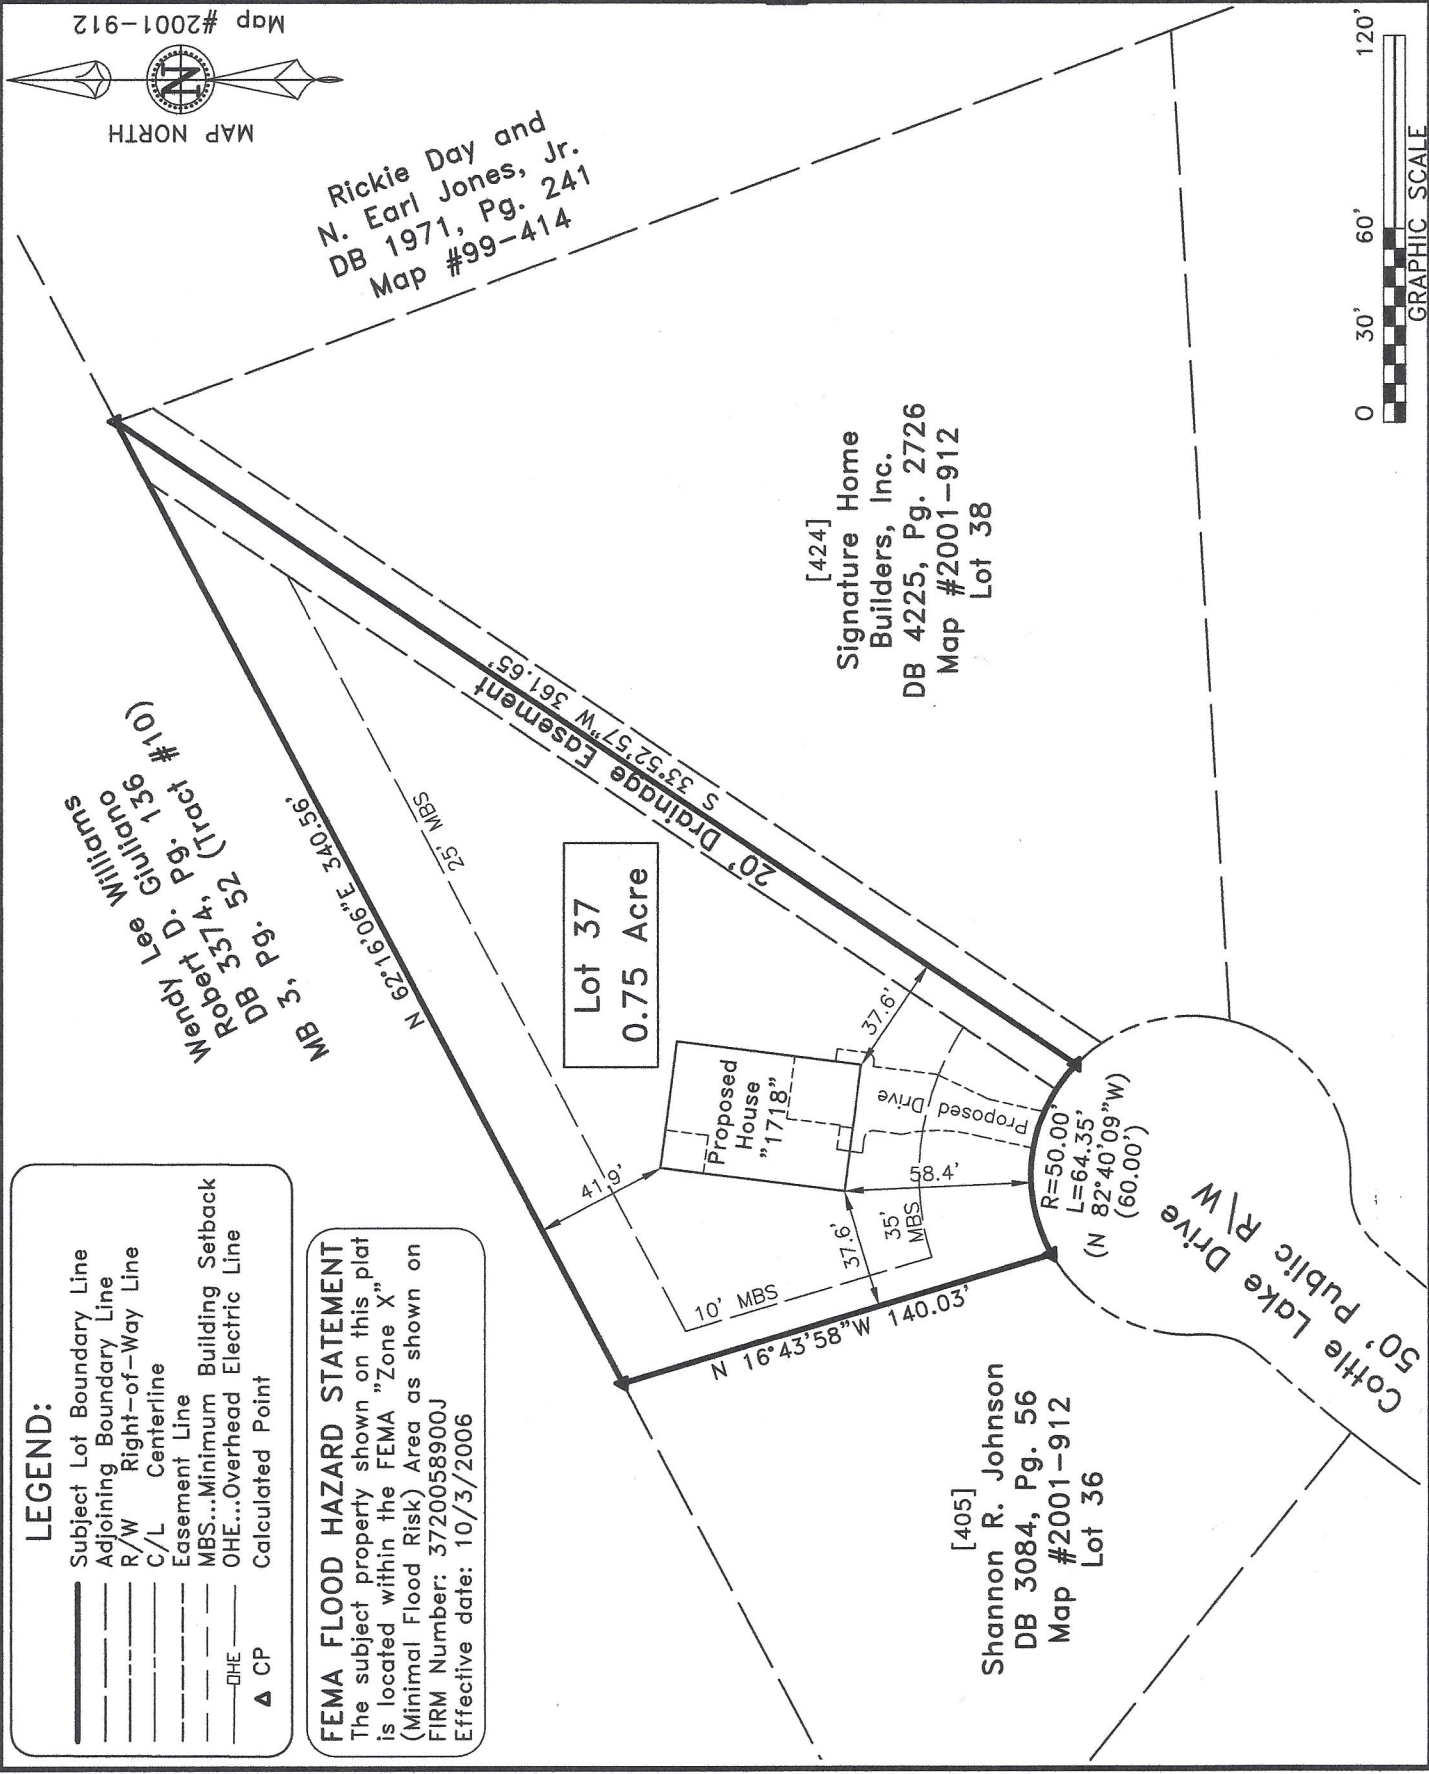 LEGEND:
Subject Lot Boundary Line
Adjoining Boundary Line
R/W Right-of-Way Line
C/L Centerline
Easement Line
MBS...Minimum Building Setback
OHE OHE...Overhead Electric Line
CP Calculated Point
FEMA FLOOD HAZARD STATEMENT
The subject property shown on this plat
is located within the FEMA "Zone X"
(Minimal Flood Risk) Area as shown on
FIRM Number: 3720058900J
Effective date: 10/3/2006
Wendy Lee Williams
Robert D. Giuliano
DB 3374, Pg. 136
MB 3, Pg. 52 (Tract #10)
N 62°16'06"E 340.56'
25' MBS
MAP NORTH
N
Map #2001-912
Rickie Day and
N. Earl Jones, Jr.
DB 1971, Pg. 241
Map #99-414
Lot 37
0.75 Acre
20' Drainage Easement
S 33°52'57"W 361.65'
41.9'
Proposed
House
"1718"
37.6'
37.6'
58.4'
35'
MBS
10' MBS
Proposed Drive
N 16°43'58"W 140.03'
R=50.00'
L=64.35'
(N 82°40'09"W)
(60.00')
Cottle Lake Drive
50' Public R/W
[424]
Signature Home
Builders, Inc.
DB 4225, Pg. 2726
Map #2001-912
Lot 38
[405]
Shannon R. Johnson
DB 3084, Pg. 56
Map #2001-912
Lot 36
0 30' 60' 120'
GRAPHIC SCALE